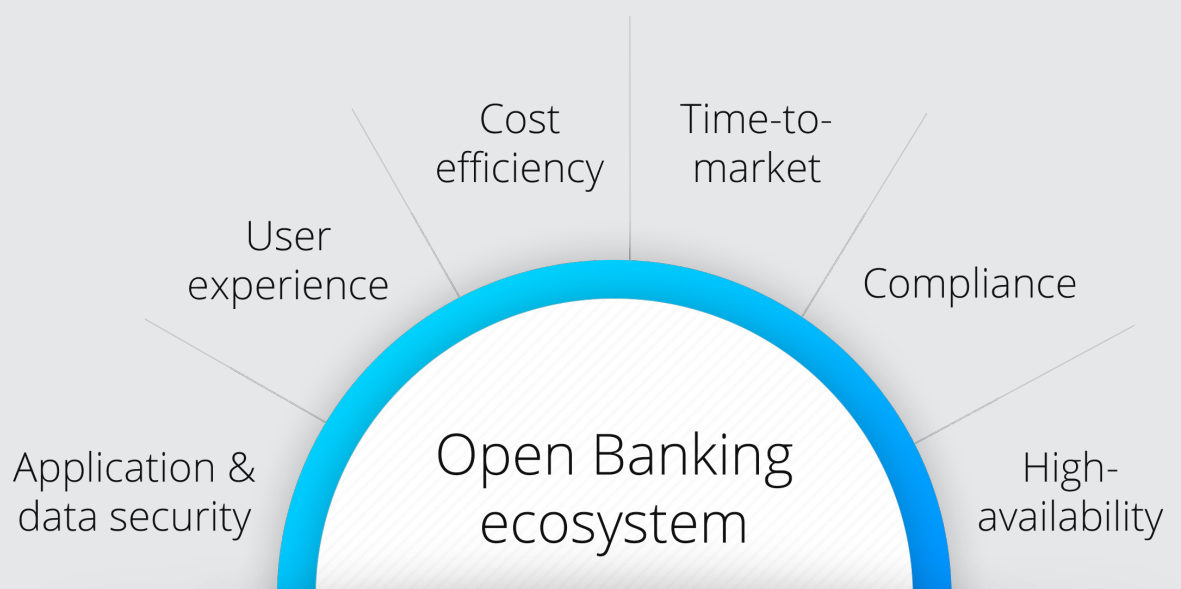 Cost
efficiency
Time-to-
market
User
experience
Compliance
Application &
data security
Open Banking
ecosystem
High-
availability